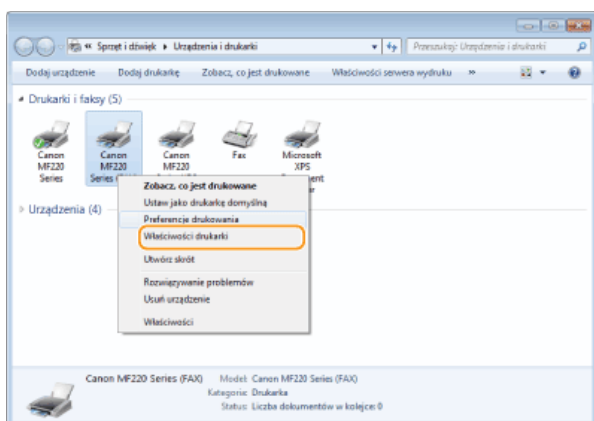 « Sprzęt i dźwięk ▸ Urządzenia i drukarki
Przeszukaj: Urządzenia i drukarki
Dodaj urządzenie Dodaj drukarkę Zobacz, co jest drukowane Właściwości serwera wydruku »
Drukarki i faksy (5)
Canon MF220 Series
Canon MF220 Series
Canon MF220
Fax
Microsoft XPS
Zobacz, co jest drukowane
Ustaw jako drukarkę domyślną
Preferencje drukowania
Właściwości drukarki
Utwórz skrót
Rozwiązywanie problemów
Usuń urządzenie
Właściwości
Urządzenia (4)
Canon MF220 Series (FAX) Model: Canon MF220 Series (FAX)
Kategoria: Drukarka
Status: Liczba dokumentów w kolejce: 0